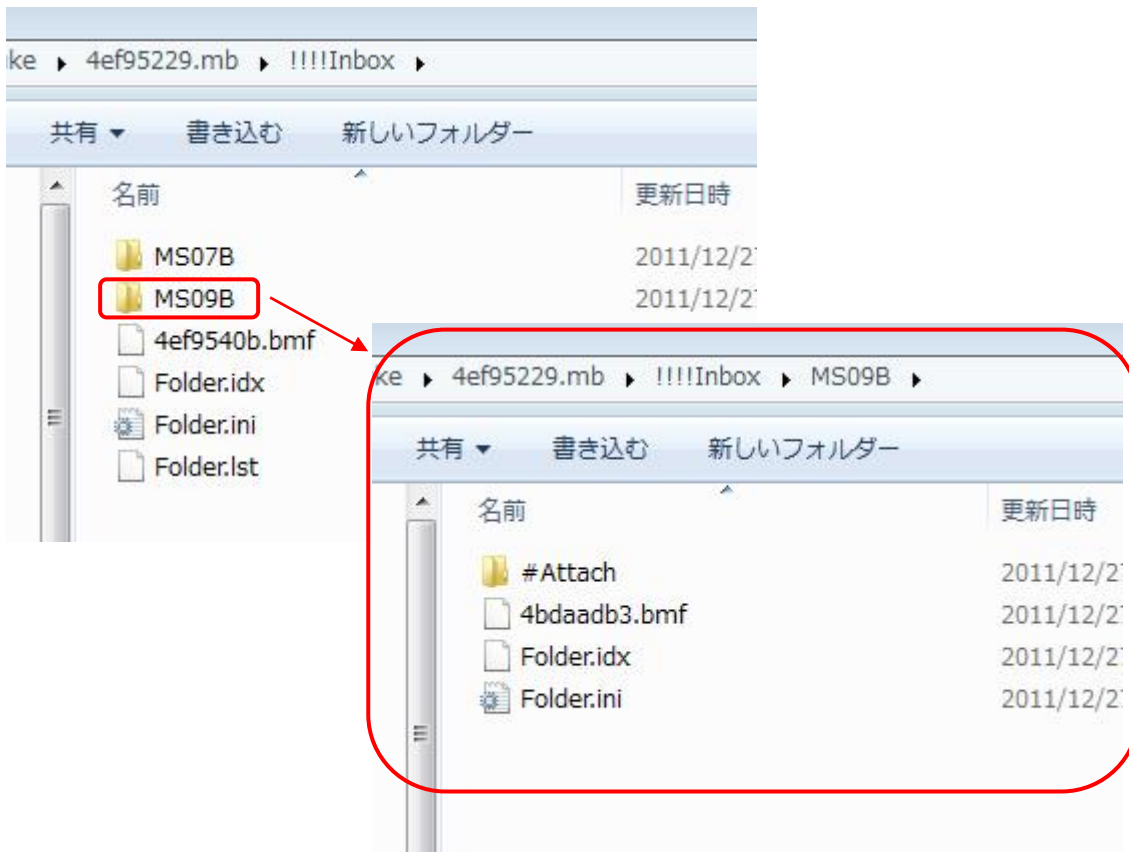 ke ▸ 4ef95229.mb ▸ !!!!Inbox ▸
共有 ▼ 書き込む 新しいフォルダー
名前 更新日時
MS07B 2011/12/2
MS09B 2011/12/2
4ef9540b.bmf
Folder.idx
Folder.ini
Folder.lst
ke ▸ 4ef95229.mb ▸ !!!!Inbox ▸ MS09B ▸
共有 ▼ 書き込む 新しいフォルダー
名前 更新日時
#Attach 2011/12/2
4bdaadb3.bmf 2011/12/2
Folder.idx 2011/12/2
Folder.ini 2011/12/2